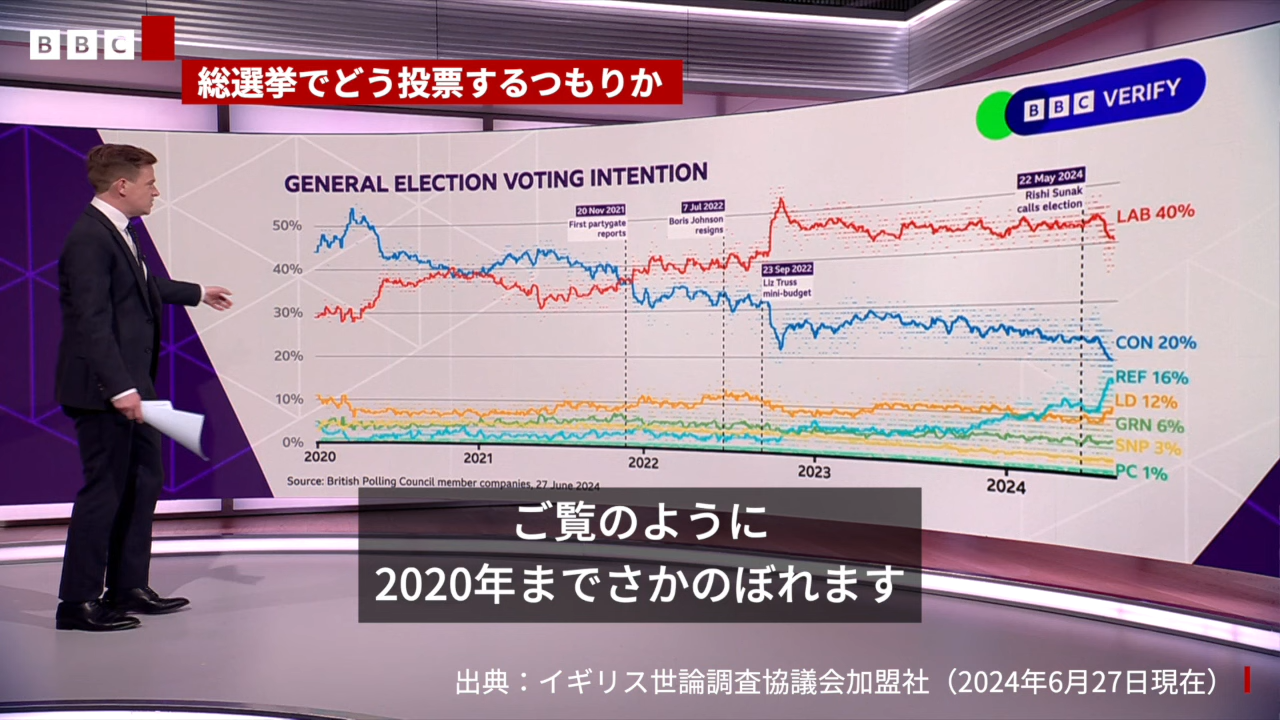 BBC
総選挙でどう投票するつもりか
BBC VERIFY
GENERAL ELECTION VOTING INTENTION
20 Nov 2021
First partygate
reports
7 Jul 2022
Boris Johnson
resigns
23 Sep 2022
Liz Truss
mini-budget
22 May 2024
Rishi Sunak
calls election
50%
40%
30%
20%
10%
0%
LAB 40%
CON 20%
REF 16%
LD 12%
GRN 6%
SNP 3%
PC 1%
2020
2021
2022
2023
2024
Source: British Polling Council member companies, 27 June 2024
ご覧のように
2020年までさかのぼれます
出典：イギリス世論調査協議会加盟社（2024年6月27日現在）